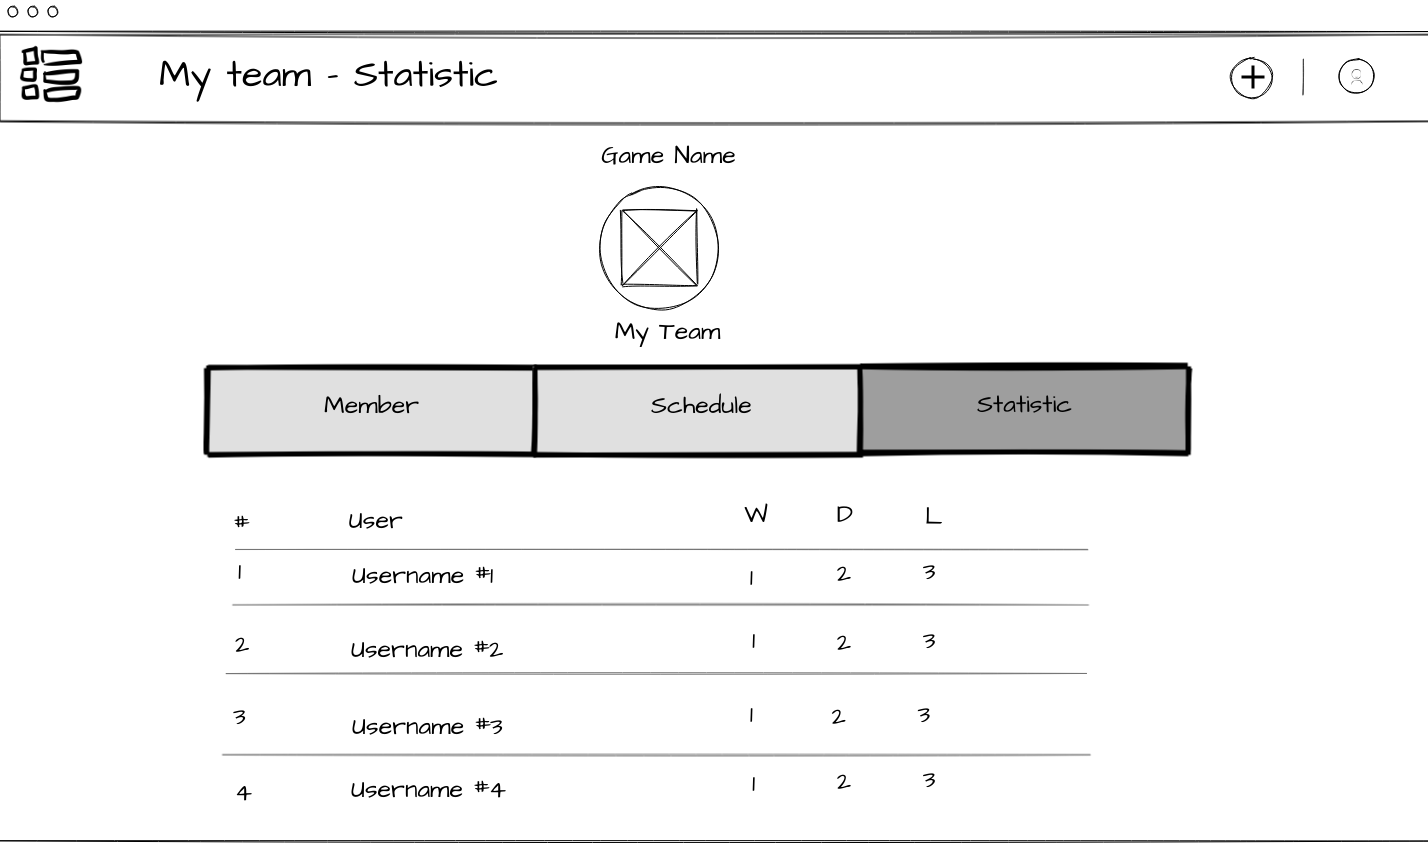 My team - Statistic
Game Name
My Team
Member Schedule Statistic
# User W D L
1 Username #1 1 2 3
2 Username #2 1 2 3
3 Username #3 1 2 3
4 Username #4 1 2 3